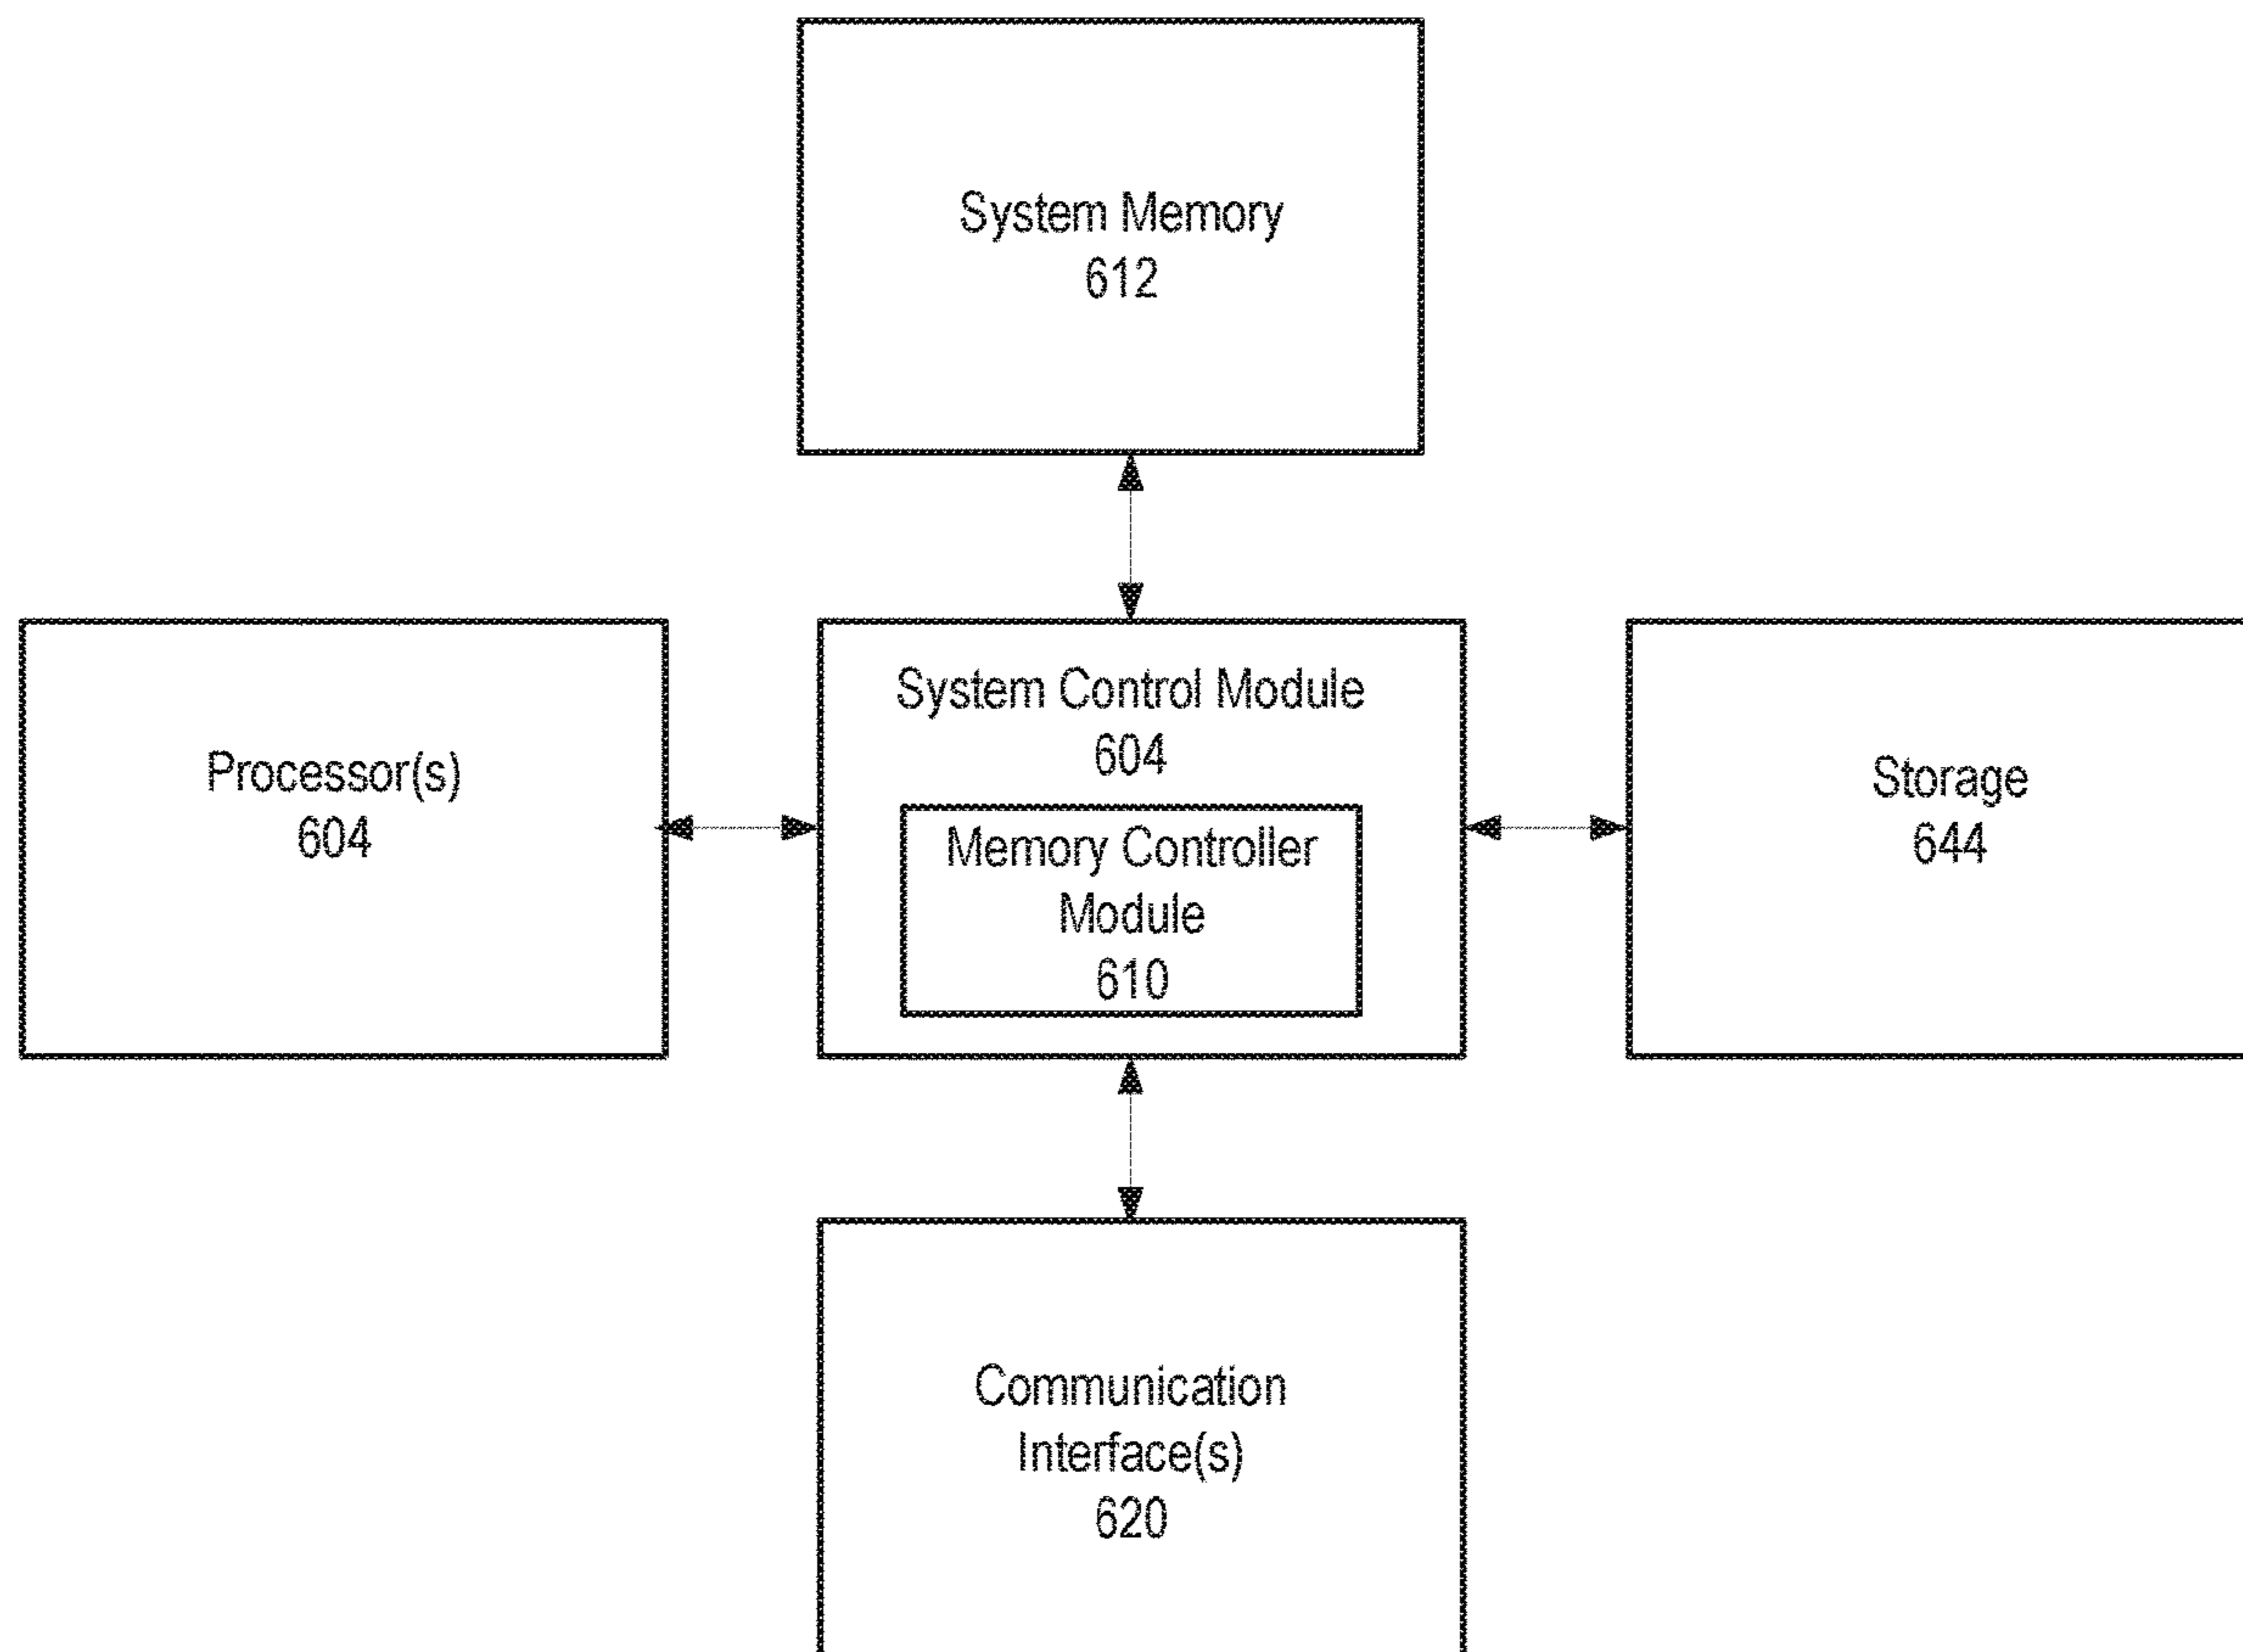 System Memory
612
Processor(s)
604
System Control Module
604
Memory Controller
Module
610
Storage
644
Communication
Interface(s)
620